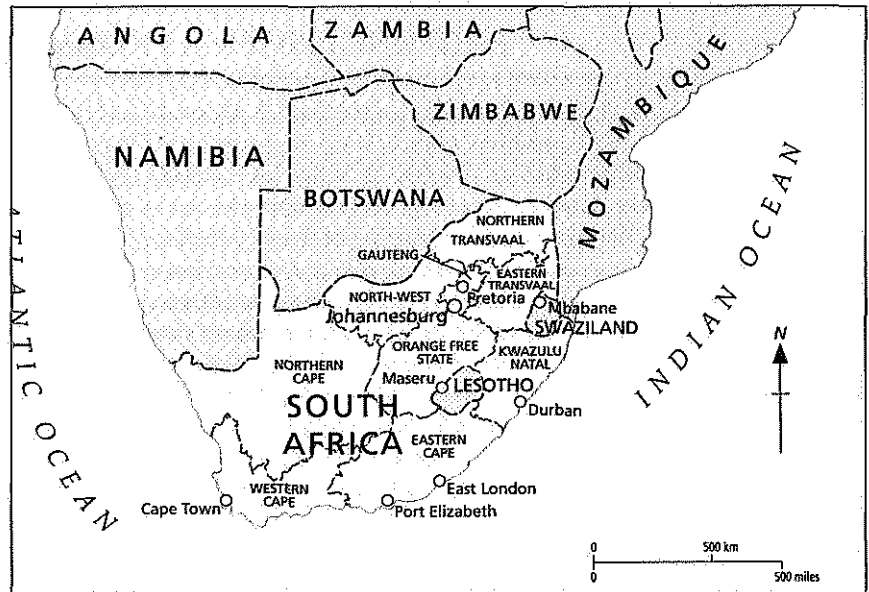 ANGOLA
ZAMBIA
MOZAMBIQUE
ZIMBABWE
NAMIBIA
BOTSWANA
NORTHERN
TRANSVAAL
GAUTENG
EASTERN
TRANSVAAL
Pretoria
NORTH-WEST
Johannesburg
Mbabane
SWAZILAND
ORANGE FREE
STATE
KWAZULU
NATAL
NORTHERN
CAPE
Maseru
LESOTHO
SOUTH
AFRICA
Durban
EASTERN
CAPE
WESTERN
CAPE
East London
Cape Town
Port Elizabeth
ATLANTIC OCEAN
INDIAN OCEAN
N
0 500 km
0 500 miles